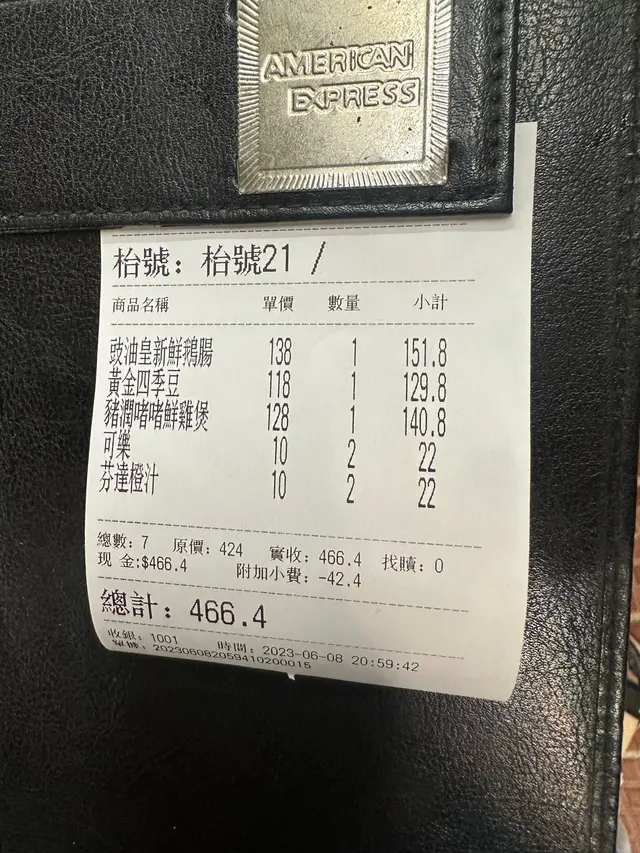 AMERICAN
EXPRESS
枱號: 枱號21 /
商品名稱 單價 數量 小計
豉油皇新鮮鵝腸 138 1 151.8
黃金四季豆 118 1 129.8
豬潤啫啫鮮雞煲 128 1 140.8
可樂 10 2 22
芬達橙汁 10 2 22
總數: 7 原價: 424 實收: 466.4 找贖: 0
现 金:$466.4 附加小費: -42.4
總計: 466.4
收銀: 1001 時間: 2023-06-08 20:59:42
單號: 202306082059410200015